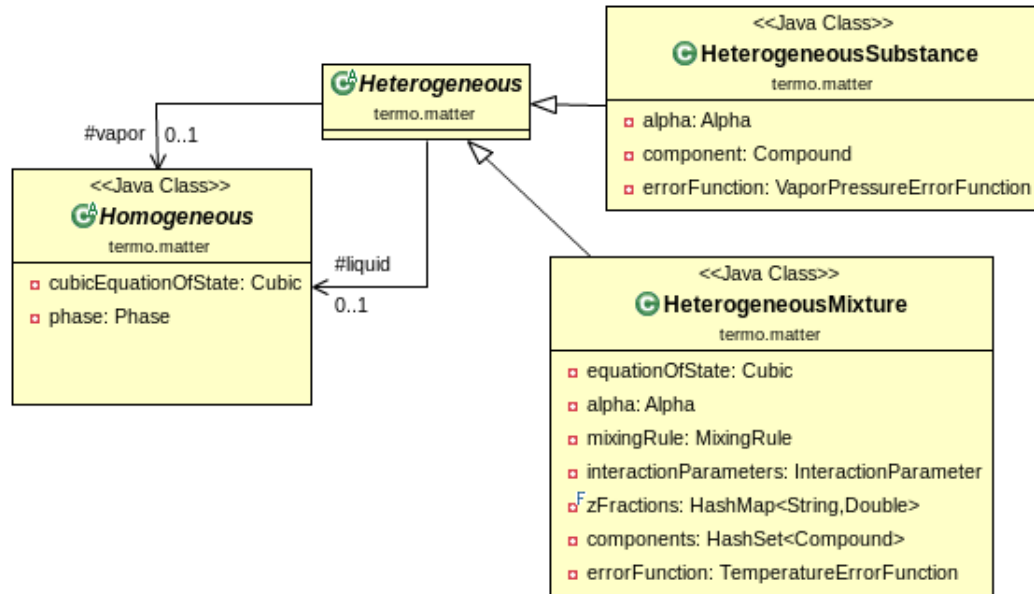 Heterogeneous
termo.matter
<<Java Class>>
HeterogeneousSubstance
termo.matter
alpha: Alpha
component: Compound
errorFunction: VaporPressureErrorFunction
#vapor
0..1
<<Java Class>>
Homogeneous
termo.matter
cubicEquationOfState: Cubic
phase: Phase
#liquid
0..1
<<Java Class>>
HeterogeneousMixture
termo.matter
equationOfState: Cubic
alpha: Alpha
mixingRule: MixingRule
interactionParameters: InteractionParameter
zFractions: HashMap<String,Double>
components: HashSet<Compound>
errorFunction: TemperatureErrorFunction